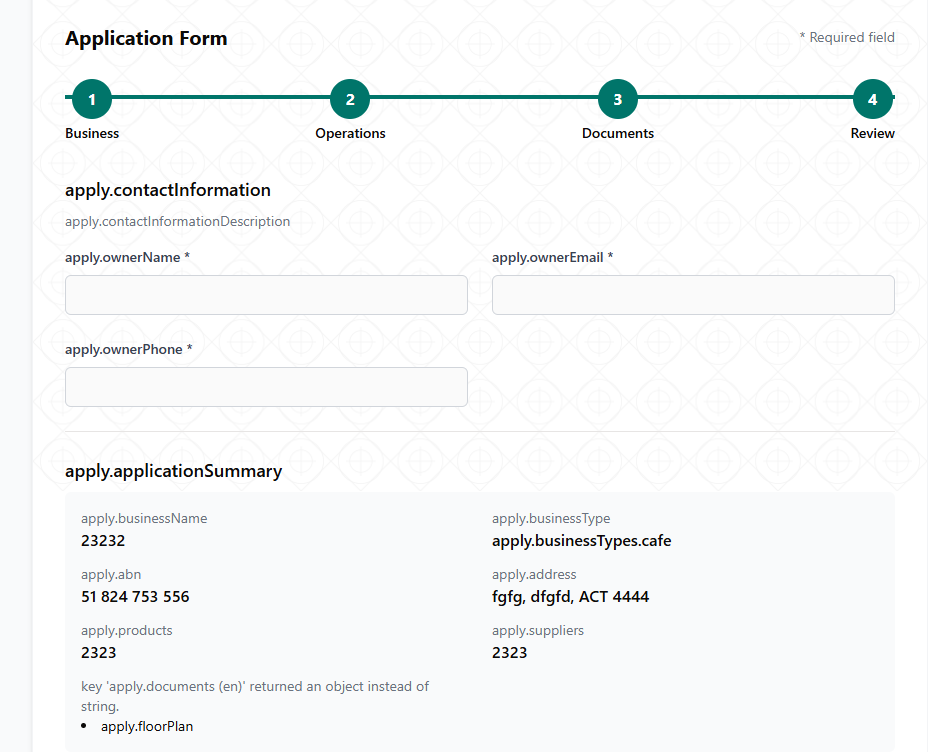 Application Form
* Required field
1
2
3
4
Business
Operations
Documents
Review
apply.contactInformation
apply.contactInformationDescription
apply.ownerName *
apply.ownerEmail *
apply.ownerPhone *
apply.applicationSummary
apply.businessName
apply.businessType
23232
apply.businessTypes.cafe
apply.abn
apply.address
51 824 753 556
fgfg, dfgfd, ACT 4444
apply.products
apply.suppliers
2323
2323
key 'apply.documents (en)' returned an object instead of
string.
• apply.floorPlan